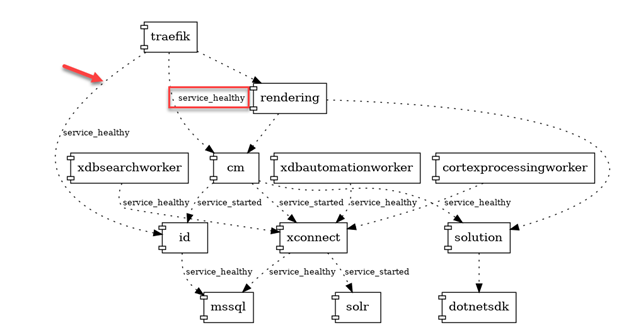 traefik
service_healthy
rendering
service_healthy
xdbsearchworker
cm
xdbautomationworker
cortexprocessingworker
service_healthy
service_started
service_started
service_healthy
service_healthy
id
xconnect
solution
service_healthy
service_healthy
service_started
mssql
solr
dotnetsdk